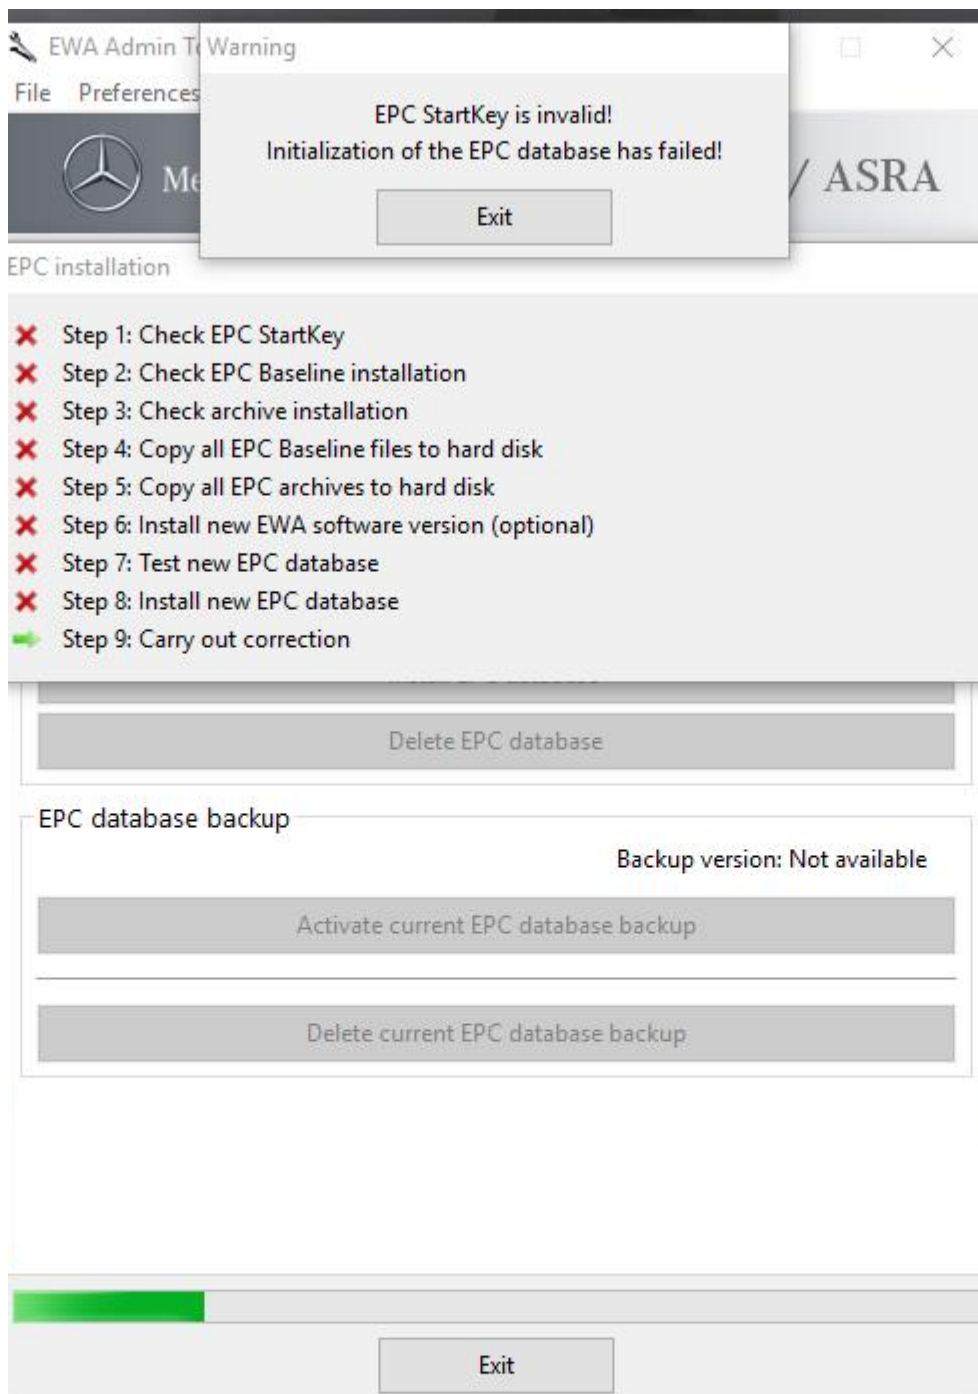 EWA Admin T
Warning
File Preferences
EPC StartKey is invalid!
Initialization of the EPC database has failed!
Me
/ ASRA
Exit
EPC installation
Step 1: Check EPC StartKey
Step 2: Check EPC Baseline installation
Step 3: Check archive installation
Step 4: Copy all EPC Baseline files to hard disk
Step 5: Copy all EPC archives to hard disk
Step 6: Install new EWA software version (optional)
Step 7: Test new EPC database
Step 8: Install new EPC database
Step 9: Carry out correction
Delete EPC database
EPC database backup
Backup version: Not available
Activate current EPC database backup
Delete current EPC database backup
Exit